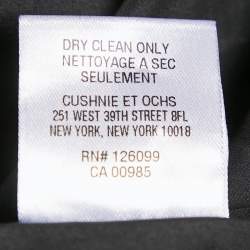 DRY CLEAN ONLY
NETTOYAGE A SEC
SEULEMENT
CUSHNIE ET OCHS
251 WEST 39TH STREET 8FL
NEW YORK, NEW YORK 10018
RN# 126099
CA 00985